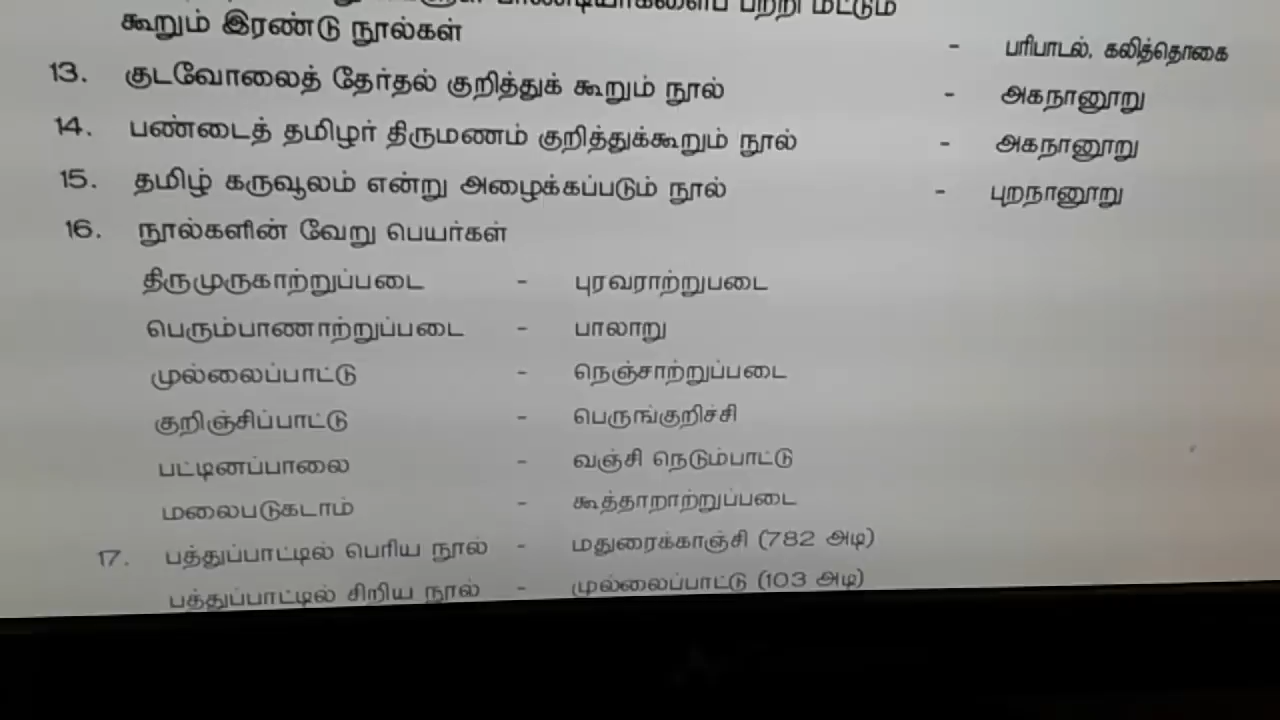 பற்றி மட்டும்
கூறும் இரண்டு நூல்கள் - பரிபாடல், கலித்தொகை
13. குடவோலைத் தேர்தல் குறித்துக் கூறும் நூல் - அகநானூறு
14. பண்டைத் தமிழர் திருமணம் குறித்துக்கூறும் நூல் - அகநானூறு
15. தமிழ் கருவூலம் என்று அழைக்கப்படும் நூல் - புறநானூறு
16. நூல்களின் வேறு பெயர்கள்
திருமுருகாற்றுப்படை - புரவராற்றுபடை
பெரும்பாணாற்றுப்படை - பாலாறு
முல்லைப்பாட்டு - நெஞ்சாற்றுப்படை
குறிஞ்சிப்பாட்டு - பெருங்குறிச்சி
பட்டினப்பாலை - வஞ்சி நெடும்பாட்டு
மலைபடுகடாம் - கூத்தாறாற்றுப்படை
17. பத்துப்பாட்டில் பெரிய நூல் - மதுரைக்காஞ்சி (782 அடி)
பத்துப்பாட்டில் சிறிய நூல் - முல்லைப்பாட்டு (103 அடி)